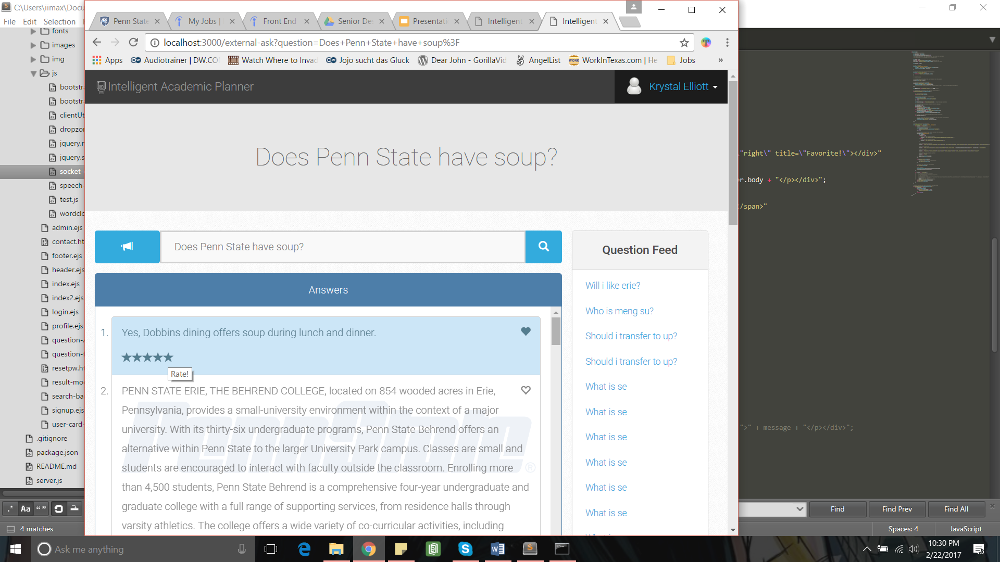 C:\Users\iimax\Docu
File Edit Selection
fonts
images
img
js
bootstr
bootstr
clientUt
dropzo
jquery.
jquery.s
socket-
speech-
test.js
wordclo
admin.ejs
contact.ht
footer.ejs
header.ejs
index.ejs
index2.ejs
login.ejs
profile.ejs
question-
question-
resetpw.ht
result-mo
search-ba
signup.ejs
user-card-
.gitignore
package.json
README.md
server.js
.* Aa “ ”
4 matches
Penn State
My Jobs |
Front End
Senior De
Presentati
Intelligent
Intelligent
localhost:3000/external-ask?question=Does+Penn+State+have+soup%3F
Apps
Audiotrainer | DW.CO
Watch Where to Invad
Jojo sucht das Gluck
Dear John - GorillaVid
AngelList
WORK
WorkInTexas.com | He
Jobs
»
Intelligent Academic Planner
Krystal Elliott
Does Penn State have soup?
Does Penn State have soup?
Answers
1. Yes, Dobbins dining offers soup during lunch and dinner.
Rate!
2. PENN STATE ERIE, THE BEHREND COLLEGE, located on 854 wooded acres in Erie,
Pennsylvania, provides a small-university environment within the context of a major
university. With its thirty-six undergraduate programs, Penn State Behrend offers an
alternative within Penn State to the larger University Park campus. Classes are small and
students are encouraged to interact with faculty outside the classroom. Enrolling more
than 4,500 students, Penn State Behrend is a comprehensive four-year undergraduate and
graduate college with a full range of supporting services, from residence halls through
varsity athletics. The college offers a wide variety of co-curricular activities, including
PennState®
Question Feed
Will i like erie?
Who is meng su?
Should i transfer to up?
Should i transfer to up?
What is se
What is se
What is se
What is se
What is se
What is se
\"right\" title=\"Favorite!\"></div>"
er.body + "</p></div>";
/span>"
">" + message + "</p></div>";
Find
Find Prev
Find All
Spaces: 4
JavaScript
Ask me anything
10:30 PM
2/22/2017